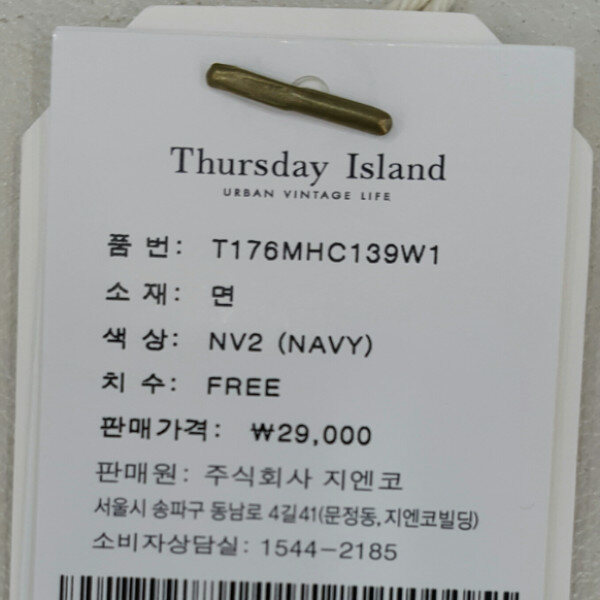 Thursday Island
URBAN VINTAGE LIFE
품 번: T176MHC139W1
소 재: 면
색 상: NV2 (NAVY)
치 수: FREE
판매가격: ₩29,000
판매원: 주식회사 지엔코
서울시 송파구 동남로 4길41(문정동,지엔코빌딩)
소비자상담실: 1544-2185